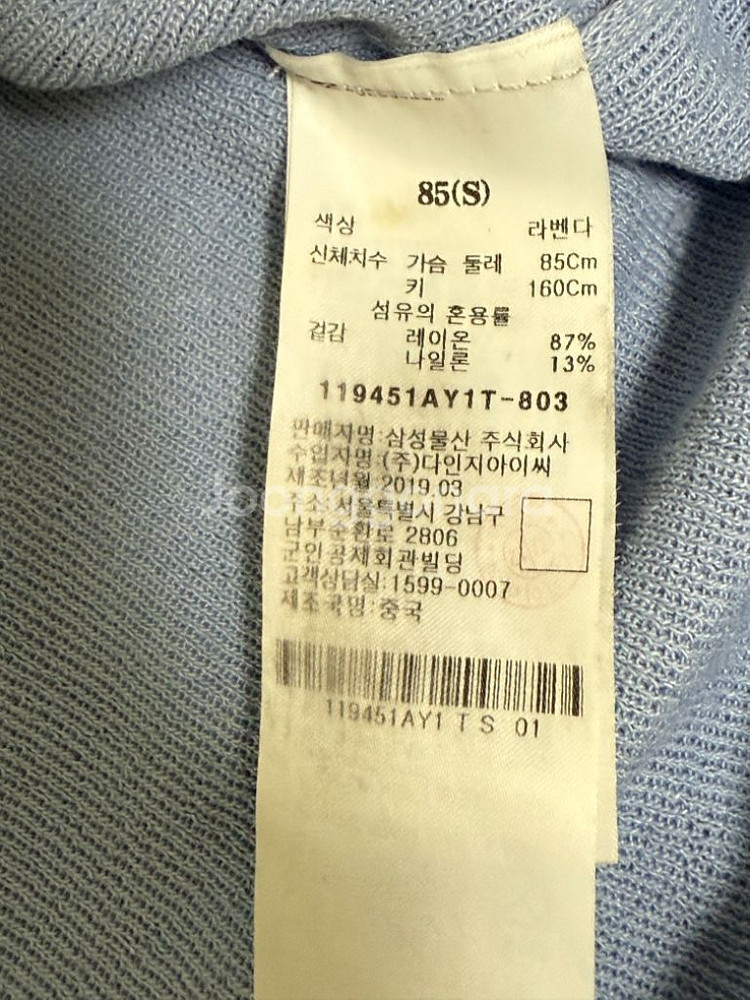 85(S)
색상 라벤다
신체치수 가슴 둘레 85Cm
키 160Cm
섬유의 혼용률
겉감 레이온 87%
나일론 13%
119451AY1T-803
판매자명:삼성물산 주식회사
수입자명:(주)다인지아이씨
제조년월:2019.03
주소:서울특별시 강남구
남부순환로 2806
군인공제회관빌딩
고객상담실:1599-0007
제조국명:중국
119451AY1 T S 01